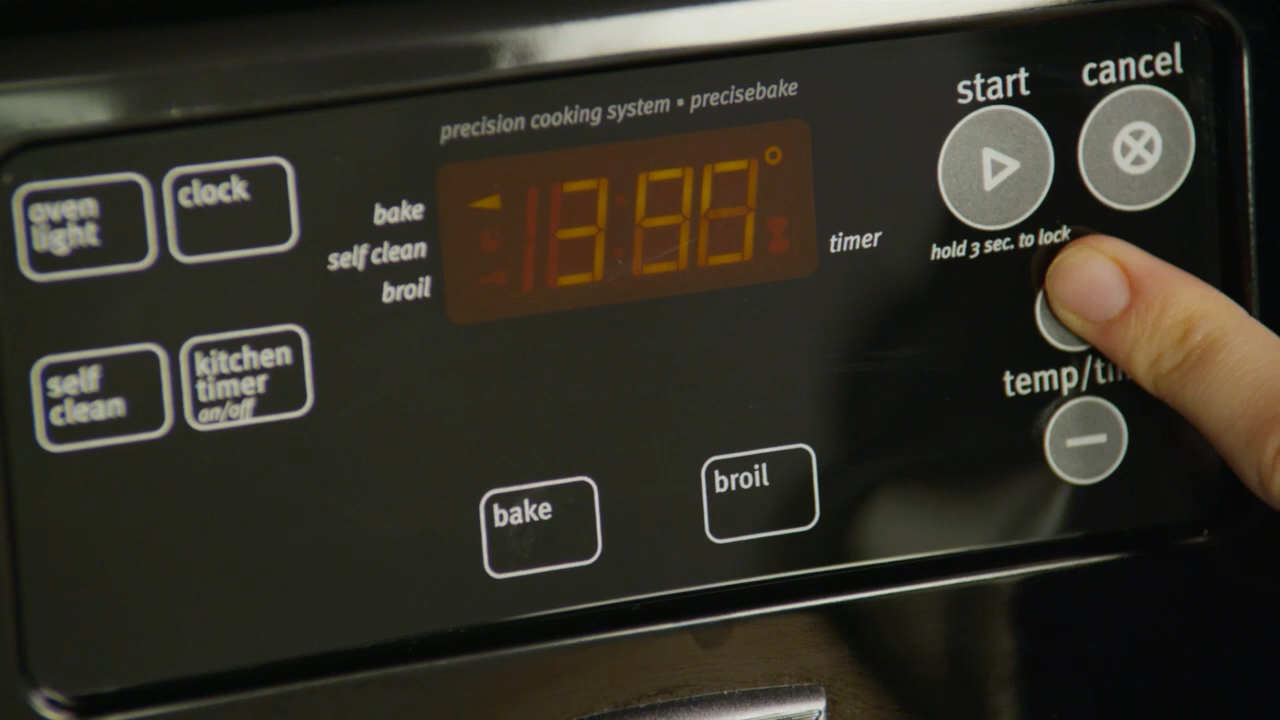 precision cooking system • precisebake
start
cancel
oven
light
clock
bake
self clean
broil
timer
hold 3 sec. to lock
self
clean
kitchen
timer
on/off
bake
broil